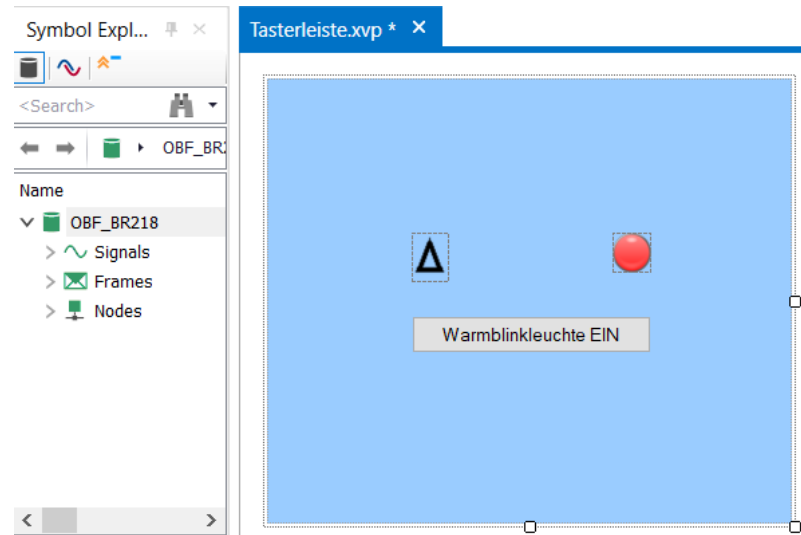 Symbol Expl...
Tasterleiste.xvp *
<Search>
OBF_BR2
Name
OBF_BR218
Signals
Frames
Nodes
Warmblinkleuchte EIN